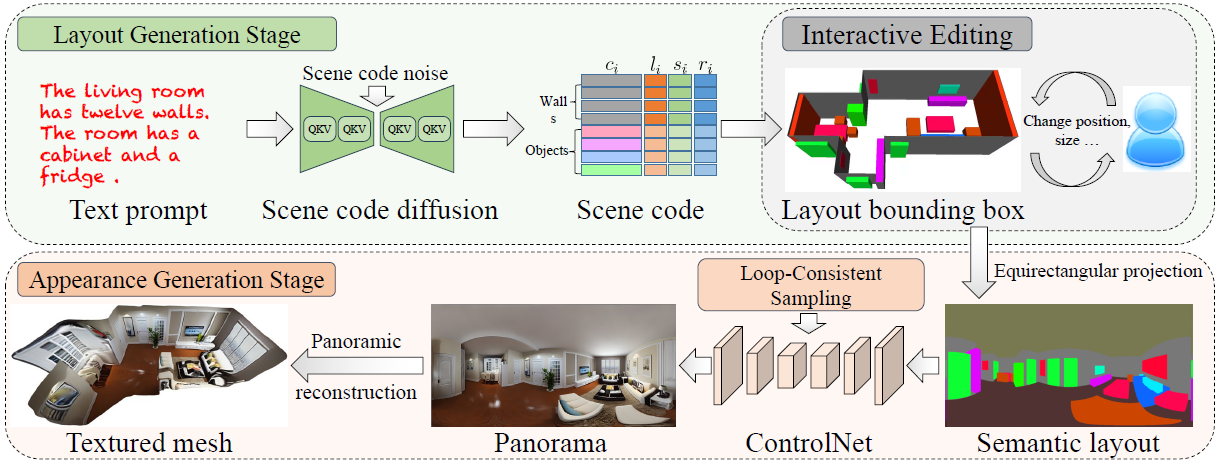 Layout Generation Stage
Interactive Editing
The living room
has twelve walls.
The room has a
cabinet and a
fridge .
Scene code noise
QKV QKV QKV QKV
c_i l_i s_i r_i
Wall
s
Objects
Change position,
size ...
Text prompt
Scene code diffusion
Scene code
Layout bounding box
Appearance Generation Stage
Loop-Consistent
Sampling
Equirectangular projection
Panoramic
reconstruction
Textured mesh
Panorama
ControlNet
Semantic layout